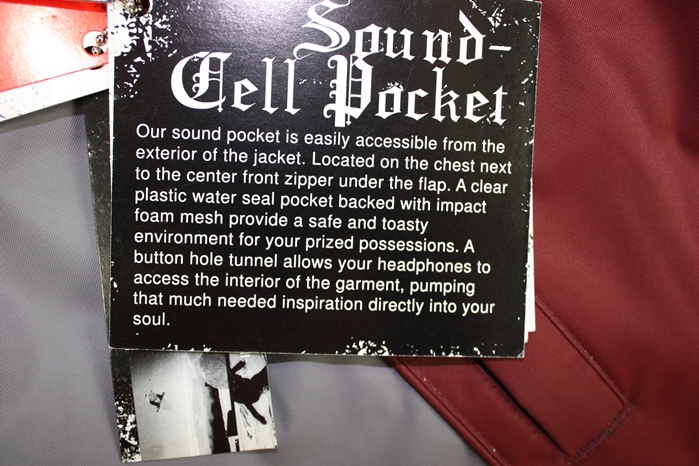 Sound-
Cell Pocket
Our sound pocket is easily accessible from the
exterior of the jacket. Located on the chest next
to the center front zipper under the flap. A clear
plastic water seal pocket backed with impact
foam mesh provide a safe and toasty
environment for your prized possessions. A
button hole tunnel allows your headphones to
access the interior of the garment, pumping
that much needed inspiration directly into your
soul.